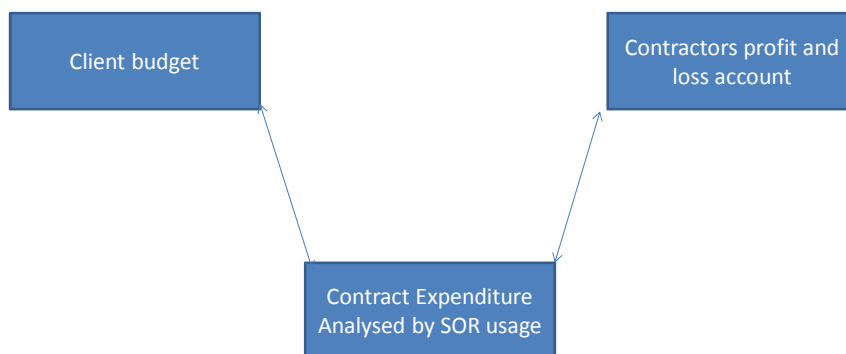 Client budget
Contractors profit and
loss account
Contract Expenditure
Analysed by SOR usage